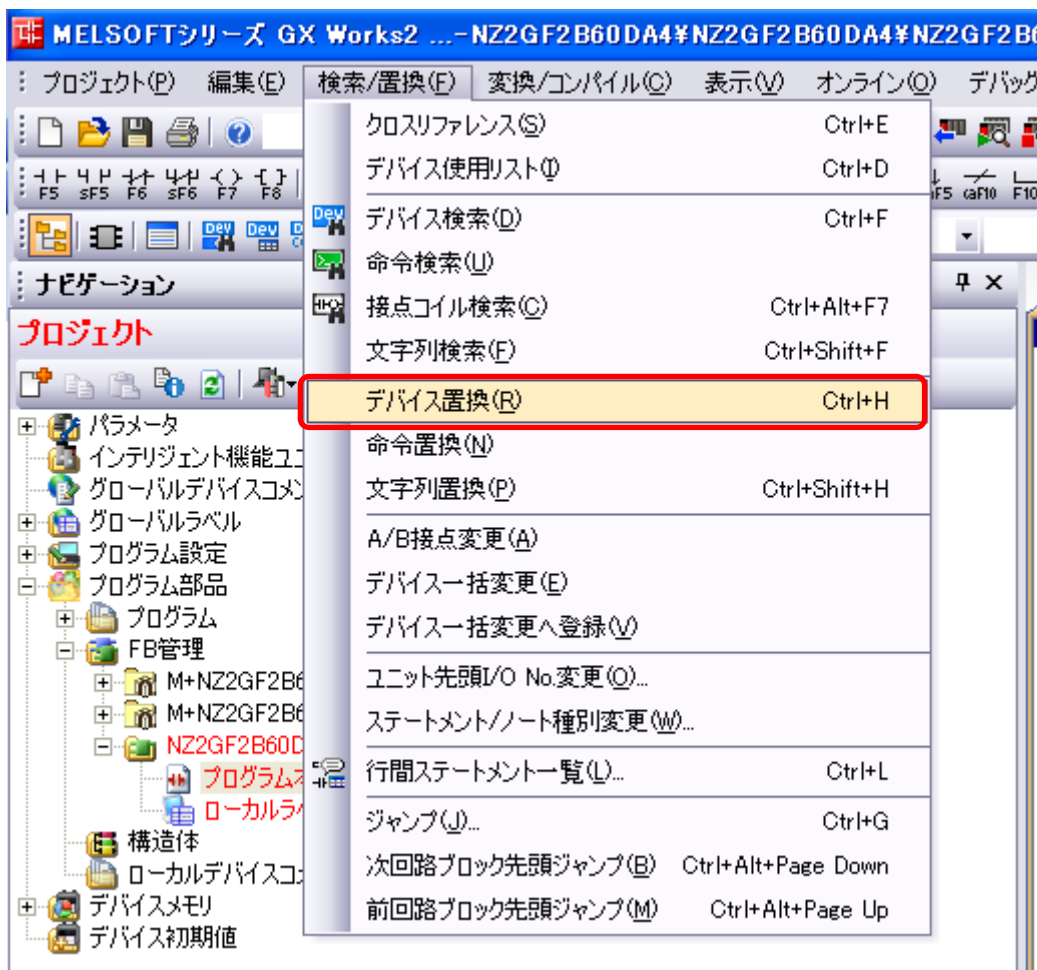 MELSOFTシリーズ GX Works2 ...-NZ2GF2B60DA4¥NZ2GF2B60DA4¥NZ2GF2B6
プロジェクト(P) 編集(E) 検索/置換(F) 変換/コンパイル(C) 表示(V) オンライン(O) デバッグ
クロスリファレンス(S) Ctrl+E
デバイス使用リスト(I) Ctrl+D
F5 sF5 F6 sF6 F7 F8
caF10 F10
デバイス検索(D) Ctrl+F
命令検索(U)
ナビゲーション
接点コイル検索(C) Ctrl+Alt+F7
プロジェクト
文字列検索(F) Ctrl+Shift+F
デバイス置換(R) Ctrl+H
命令置換(N)
文字列置換(P) Ctrl+Shift+H
A/B接点変更(A)
デバイス一括変更(E)
デバイス一括変更へ登録(V)
ユニット先頭I/O No.変更(O)...
ステートメント/ノート種別変更(W)...
行間ステートメント一覧(L)... Ctrl+L
ジャンプ(J)... Ctrl+G
次回路ブロック先頭ジャンプ(B) Ctrl+Alt+Page Down
前回路ブロック先頭ジャンプ(M) Ctrl+Alt+Page Up
パラメータ
インテリジェント機能ユニ
グローバルデバイスコメン
グローバルラベル
プログラム設定
プログラム部品
プログラム
FB管理
M+NZ2GF2B6
M+NZ2GF2B6
NZ2GF2B60D
プログラム
ローカルラ
構造体
ローカルデバイスコ
デバイスメモリ
デバイス初期値